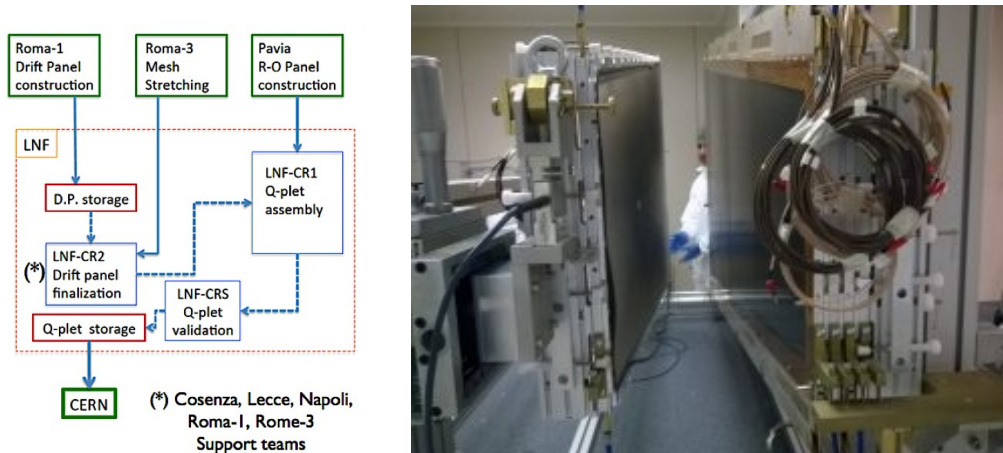 Roma-1
Drift Panel
construction
Roma-3
Mesh
Stretching
Pavia
R-O Panel
construction
LNF
D.P. storage
LNF-CR1
Q-plet
assembly
(*)
LNF-CR2
Drift panel
finalization
LNF-CRS
Q-plet
validation
Q-plet storage
CERN
(*) Cosenza, Lecce, Napoli,
Roma-1, Rome-3
Support teams